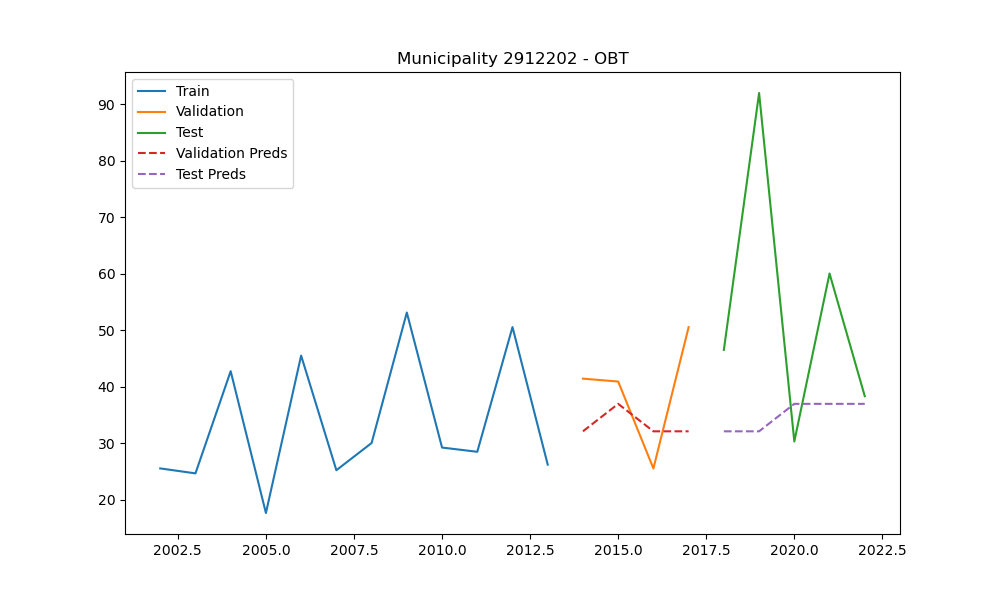 Municipality 2912202 - OBT
Train
Validation
Test
Validation Preds
Test Preds
90
80
70
60
50
40
30
20
2002.5 2005.0 2007.5 2010.0 2012.5 2015.0 2017.5 2020.0 2022.5